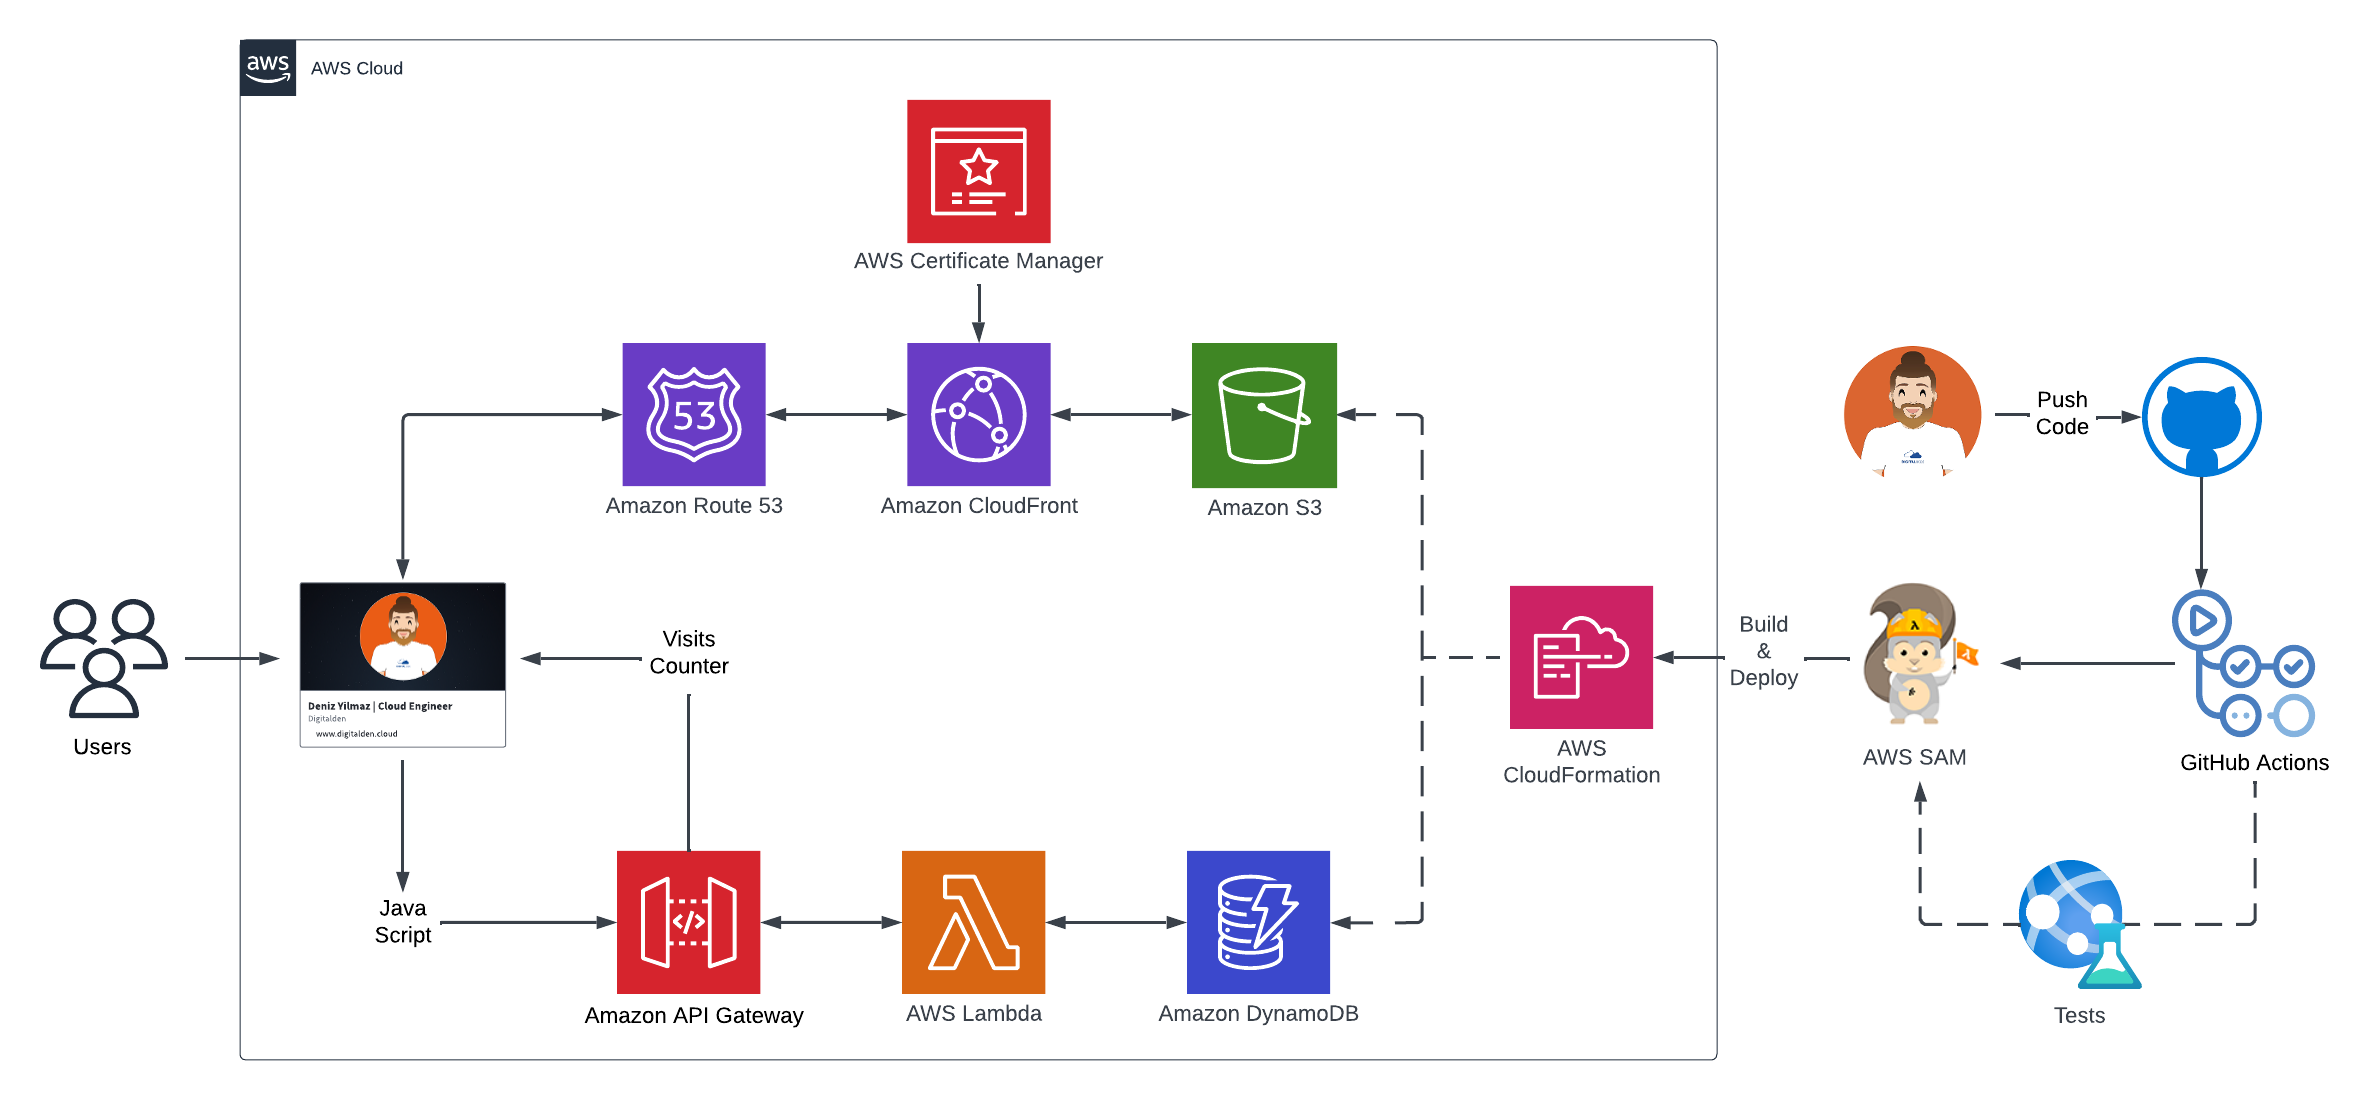 aws
AWS Cloud
AWS Certificate Manager
53
Amazon Route 53
Amazon CloudFront
Amazon S3
Push
Code
Users
Deniz Yilmaz | Cloud Engineer
Digitalden
www.digitalden.cloud
Visits
Counter
AWS
CloudFormation
Build
&
Deploy
AWS SAM
GitHub Actions
Java
Script
</>
Amazon API Gateway
AWS Lambda
Amazon DynamoDB
Tests